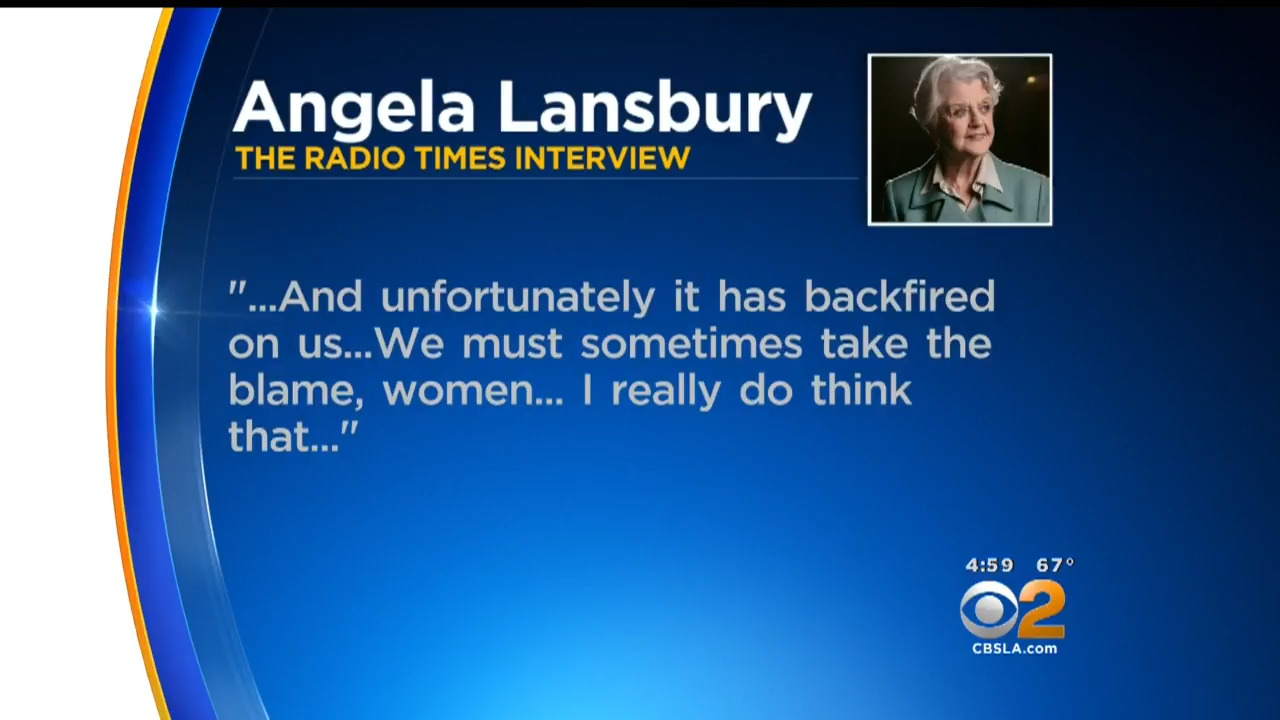 Angela Lansbury
THE RADIO TIMES INTERVIEW
"...And unfortunately it has backfired
on us...We must sometimes take the
blame, women... I really do think
that..."
4:59 67°
2
CBSLA.com